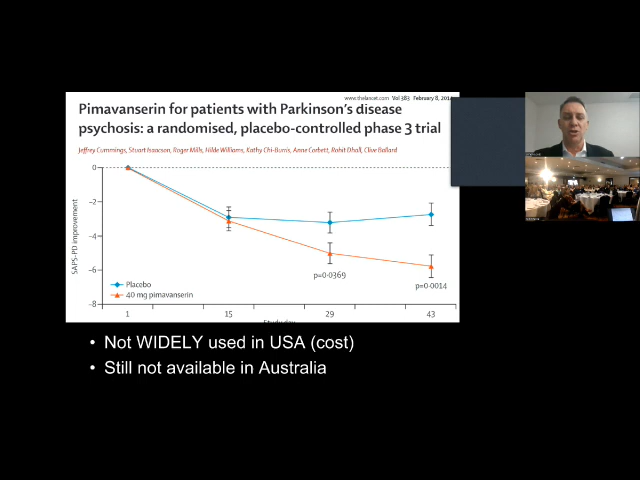 www.thelancet.com Vol 383 February 8, 2014
Pimavanserin for patients with Parkinson's disease
psychosis: a randomised, placebo-controlled phase 3 trial
Jeffrey Cummings, Stuart Isaacson, Roger Mills, Hilde Williams, Kathy Chi-Burris, Anne Corbett, Rohit Dhall, Clive Ballard
0
−2
−4
−6
−8
SAPS-PD improvement
p=0·0369
p=0·0014
Placebo
40 mg pimavanserin
1
15
29
43
Study day
• Not WIDELY used in USA (cost)
• Still not available in Australia